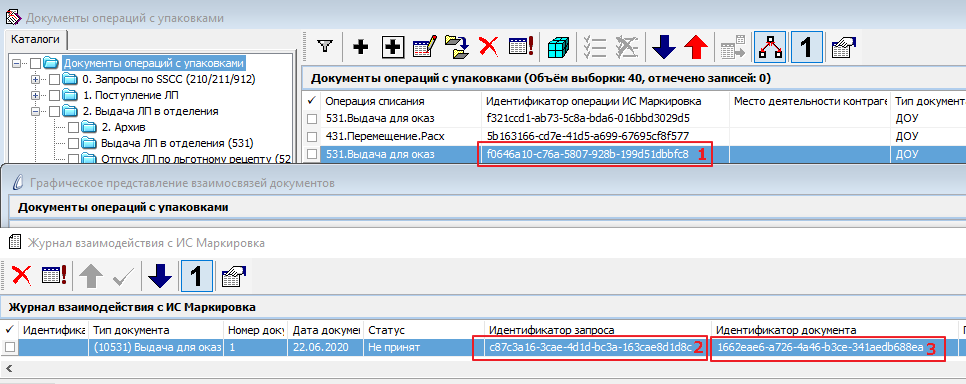 Документы операций с упаковками
Каталоги
Документы операций с упаковками
0. Запросы по SSCC (210/211/912)
1. Поступление ЛП
2. Выдача ЛП в отделения
2. Архив
Выдача ЛП в отделения (531)
Отпуск ЛП по льготному рецепту (52
1
Документы операций с упаковками (Объём выборки: 40, отмечено записей: 0)
✓ Операция списания Идентификатор операции ИС Маркировка Место деятельности контраге Тип документа
531.Выдача для оказ f321ccd1-ab73-5c8a-bda6-016bbd3029d5 ДОУ
431.Перемещение.Расх 5b163166-cde7-41d5-a699-67695cf8f577 ДОУ
531.Выдача для оказ f0646a10-c76a-5807-928b-199d51dbbfc8 1 ДОУ
Графическое представление взаимосвязей документов
Документы операций с упаковками
Журнал взаимодействия с ИС Маркировка
1
Журнал взаимодействия с ИС Маркировка
✓ Идентифика Тип документа Номер доку Дата докумен Статус Идентификатор запроса Идентификатор документа
(10531) Выдача для оказ 1 22.06.2020 Не принят c87c3a16-3cae-4d1d-bc3a-163cae8d1d8c 2 1662eae6-a726-4a46-b3ce-341aedb688ea 3